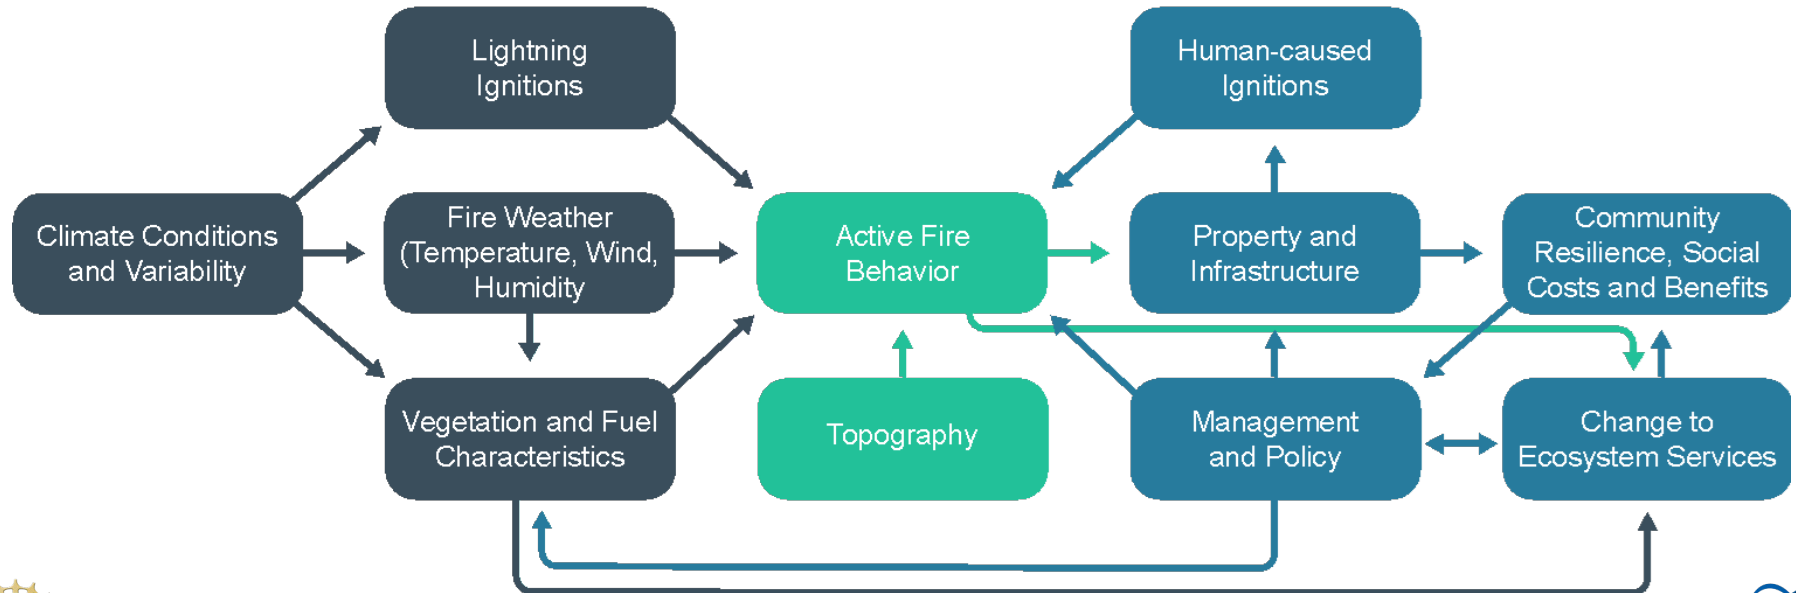 Lightning
Ignitions
Human-caused
Ignitions
Climate Conditions
and Variability
Fire Weather
(Temperature, Wind,
Humidity
Active Fire
Behavior
Property and
Infrastructure
Community
Resilience, Social
Costs and Benefits
Vegetation and Fuel
Characteristics
Topography
Management
and Policy
Change to
Ecosystem Services